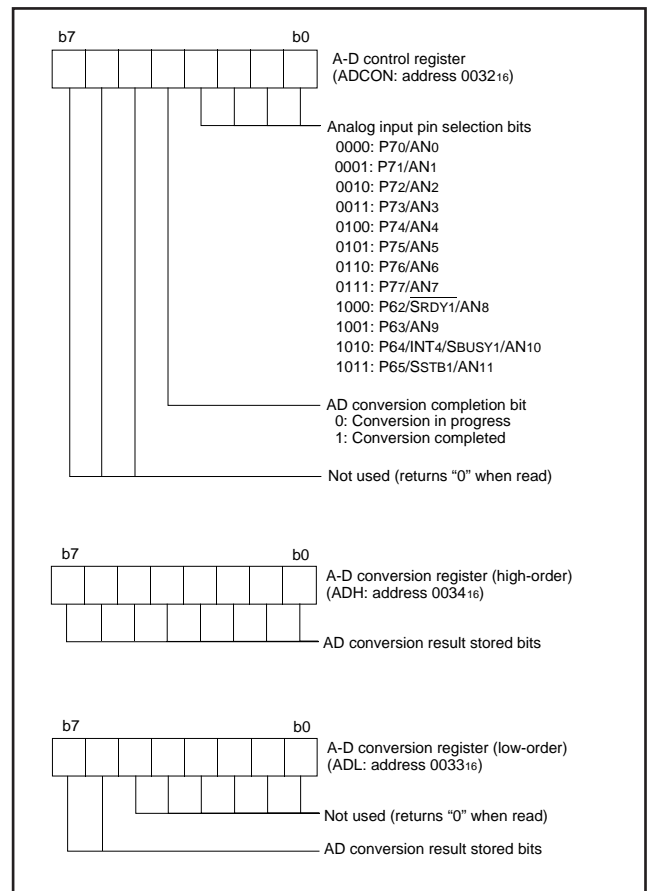 b7 b0
A-D control register
(ADCON: address 003216)
Analog input pin selection bits
0000: P70/AN0
0001: P71/AN1
0010: P72/AN2
0011: P73/AN3
0100: P74/AN4
0101: P75/AN5
0110: P76/AN6
0111: P77/AN7
1000: P62/SRDY1/AN8
1001: P63/AN9
1010: P64/INT4/SBUSY1/AN10
1011: P65/SSTB1/AN11
AD conversion completion bit
0: Conversion in progress
1: Conversion completed
Not used (returns “0” when read)
b7 b0
A-D conversion register (high-order)
(ADH: address 003416)
AD conversion result stored bits
b7 b0
A-D conversion register (low-order)
(ADL: address 003316)
Not used (returns “0” when read)
AD conversion result stored bits